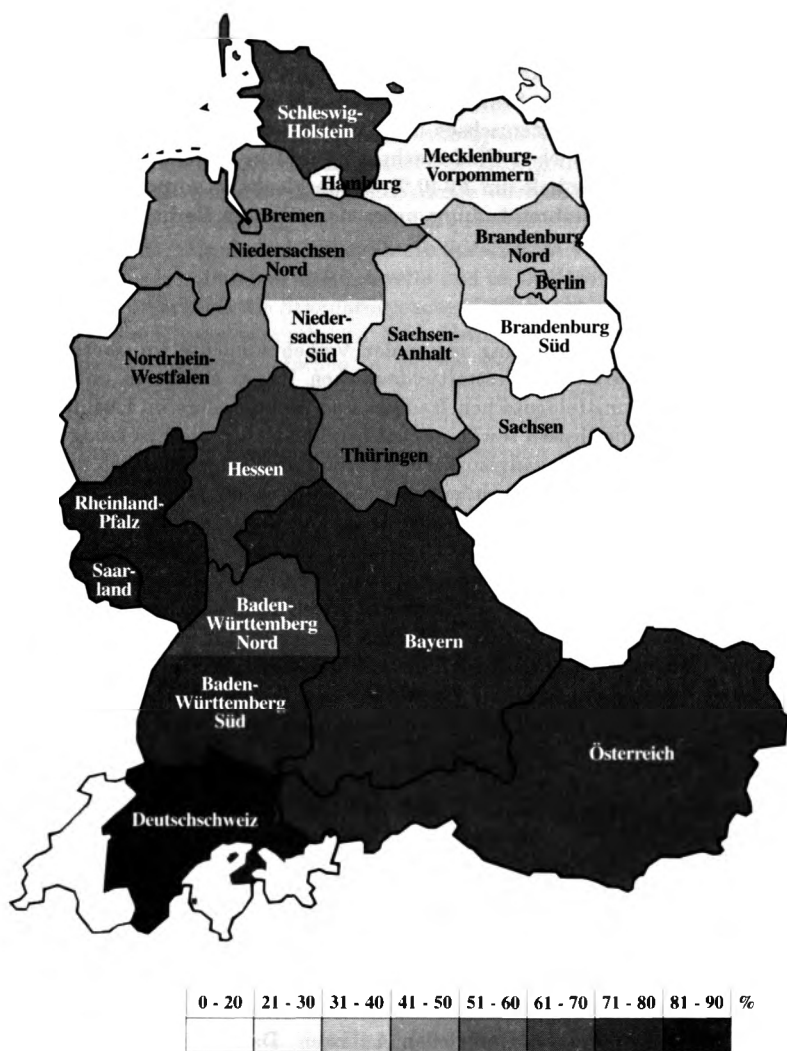 Schleswig-
Holstein
Mecklenburg-
Vorpommern
Hamburg
Bremen
Niedersachsen
Nord
Brandenburg
Nord
Berlin
Nieder-
sachsen
Süd
Sachsen-
Anhalt
Brandenburg
Süd
Nordrhein-
Westfalen
Sachsen
Hessen
Thüringen
Rheinland-
Pfalz
Saar-
land
Baden-
Württemberg
Nord
Bayern
Baden-
Württemberg
Süd
Österreich
Deutschschweiz
0 - 20 21 - 30 31 - 40 41 - 50 51 - 60 61 - 70 71 - 80 81 - 90 %